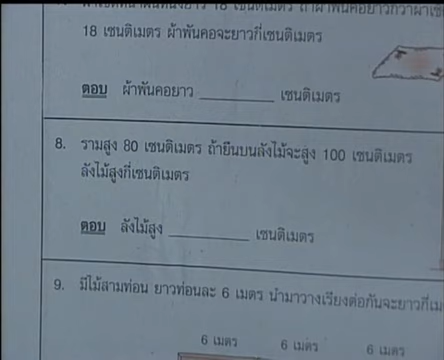 18 เซนติเมตร ผ้าพันคอจะยาวกี่เซนติเมตร
ตอบ ผ้าพันคอยาว ____________ เซนติเมตร
8. รามสูง 80 เซนติเมตร ถ้ายืนบนลังไม้จะสูง 100 เซนติเมตร
ลังไม้สูงกี่เซนติเมตร
ตอบ ลังไม้สูง ____________ เซนติเมตร
9. มีไม้สามท่อน ยาวท่อนละ 6 เมตร นำมาวางเรียงต่อกันจะยาวกี่เม
6 เมตร 6 เมตร 6 เมตร